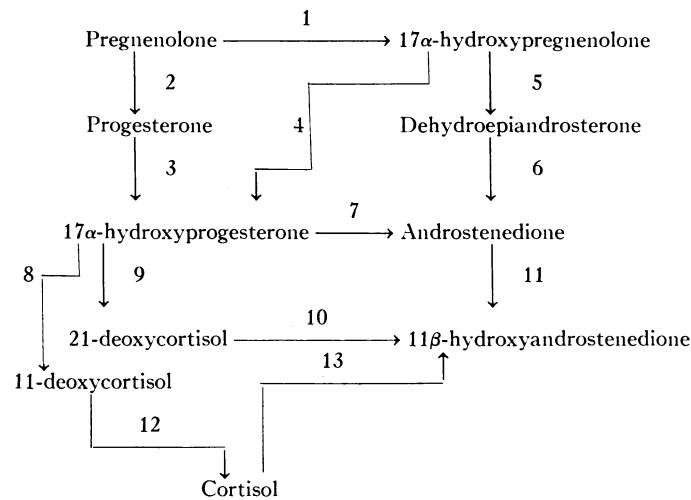 1
Pregnenolone 17α-hydroxypregnenolone
2 5
Progesterone 4 Dehydroepiandrosterone
3 6
7
17α-hydroxyprogesterone Androstenedione
8 9 11
10
21-deoxycortisol 11β-hydroxyandrostenedione
13
11-deoxycortisol
12
Cortisol